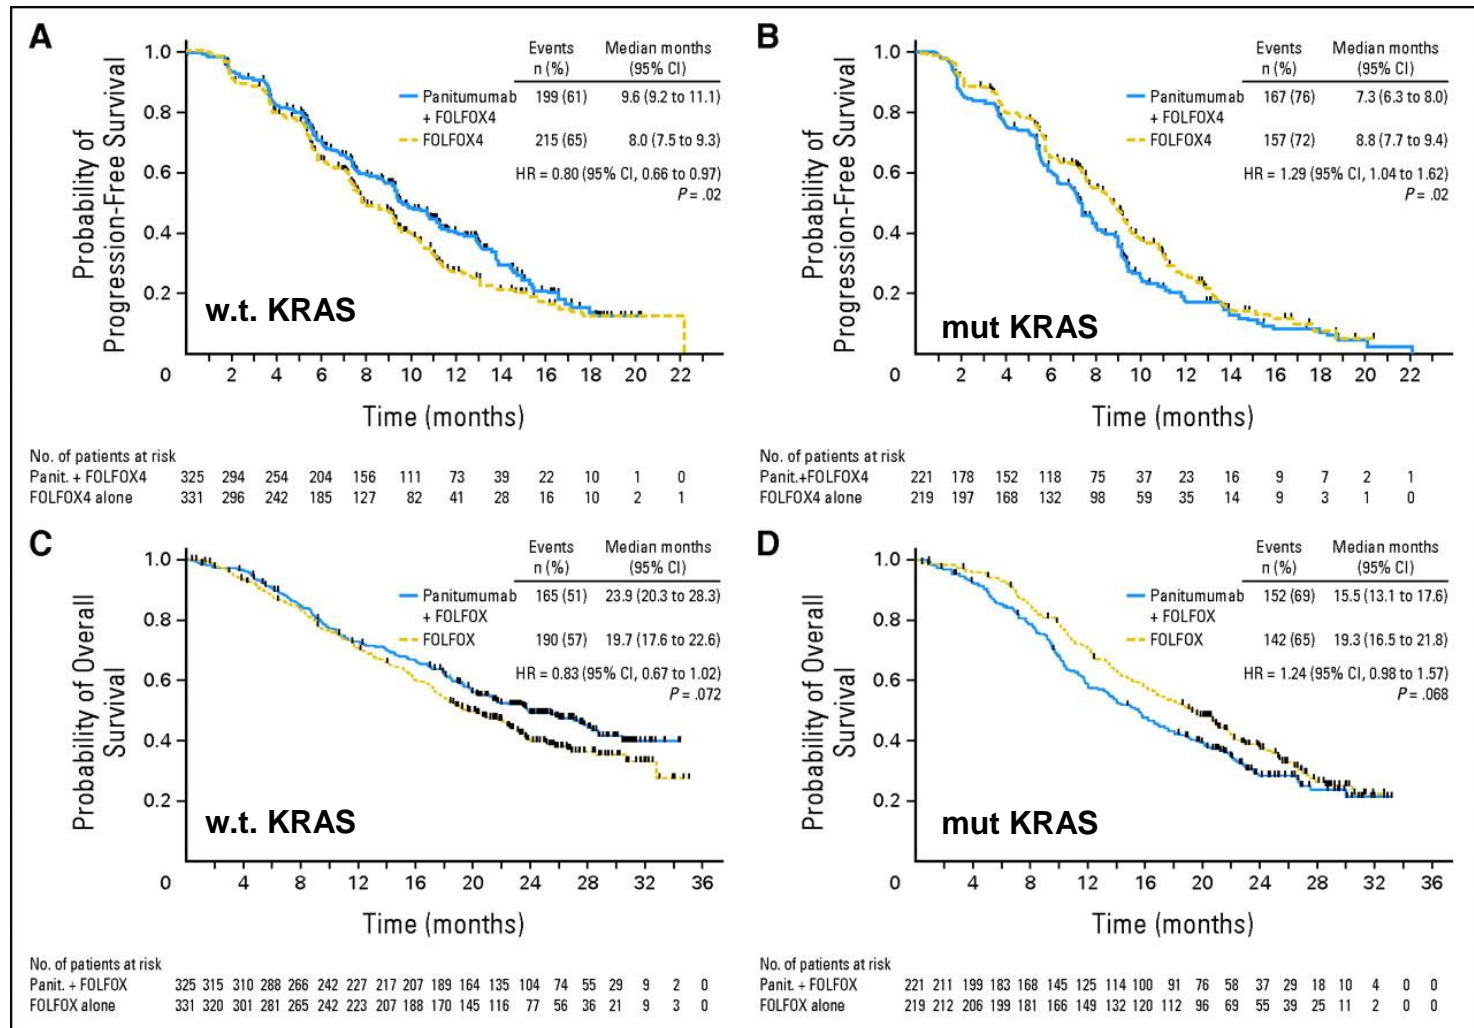 A
1.0
0.8
0.6
0.4
0.2
Probability of
Progression-Free Survival
Events Median months
n (%) (95% CI)
Panitumumab 199 (61) 9.6 (9.2 to 11.1)
+ FOLFOX4
FOLFOX4 215 (65) 8.0 (7.5 to 9.3)
HR = 0.80 (95% CI, 0.66 to 0.97)
P = .02
w.t. KRAS
0 2 4 6 8 10 12 14 16 18 20 22
Time (months)
No. of patients at risk
Panit. + FOLFOX4 325 294 254 204 156 111 73 39 22 10 1 0
FOLFOX4 alone 331 296 242 185 127 82 41 28 16 10 2 1
B
1.0
0.8
0.6
0.4
0.2
Probability of
Progression-Free Survival
Events Median months
n (%) (95% CI)
Panitumumab 167 (76) 7.3 (6.3 to 8.0)
+ FOLFOX4
FOLFOX4 157 (72) 8.8 (7.7 to 9.4)
HR = 1.29 (95% CI, 1.04 to 1.62)
P = .02
mut KRAS
0 2 4 6 8 10 12 14 16 18 20 22
Time (months)
No. of patients at risk
Panit.+FOLFOX4 221 178 152 118 75 37 23 16 9 7 2 1
FOLFOX4 alone 219 197 168 132 98 59 35 14 9 3 1 0
C
1.0
0.8
0.6
0.4
0.2
Probability of Overall
Survival
Events Median months
n (%) (95% CI)
Panitumumab 165 (51) 23.9 (20.3 to 28.3)
+ FOLFOX
FOLFOX 190 (57) 19.7 (17.6 to 22.6)
HR = 0.83 (95% CI, 0.67 to 1.02)
P = .072
w.t. KRAS
0 4 8 12 16 20 24 28 32 36
Time (months)
No. of patients at risk
Panit. + FOLFOX 325 315 310 288 266 242 227 217 207 189 164 135 104 74 55 29 9 2 0
FOLFOX alone 331 320 301 281 265 242 223 207 188 170 145 116 77 56 36 21 9 3 0
D
1.0
0.8
0.6
0.4
0.2
Probability of Overall
Survival
Events Median months
n (%) (95% CI)
Panitumumab 152 (69) 15.5 (13.1 to 17.6)
+ FOLFOX
FOLFOX 142 (65) 19.3 (16.5 to 21.8)
HR = 1.24 (95% CI, 0.98 to 1.57)
P = .068
mut KRAS
0 4 8 12 16 20 24 28 32 36
Time (months)
No. of patients at risk
Panit. + FOLFOX 221 211 199 183 168 145 125 114 100 91 76 58 37 29 18 10 4 0 0
FOLFOX alone 219 212 206 199 181 166 149 132 120 112 96 69 55 39 25 11 2 0 0